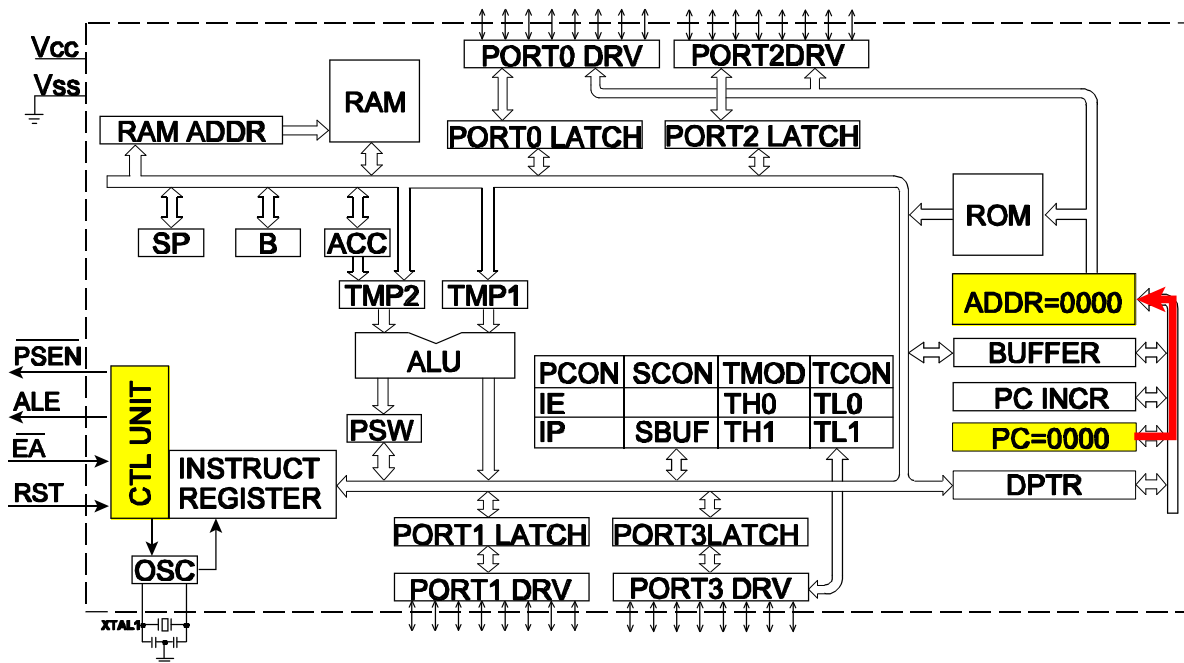 Vcc
Vss
PORT0 DRV
PORT2DRV
RAM
RAM ADDR
PORT0 LATCH
PORT2 LATCH
SP
B
ACC
ROM
TMP2
TMP1
ADDR=0000
ALU
BUFFER
PSEN
PCON SCON TMOD TCON
IE TH0 TL0
IP SBUF TH1 TL1
PC INCR
ALE
PSW
PC=0000
EA
CTL UNIT
INSTRUCT
REGISTER
RST
DPTR
PORT1 LATCH
PORT3LATCH
OSC
PORT1 DRV
PORT3 DRV
XTAL1